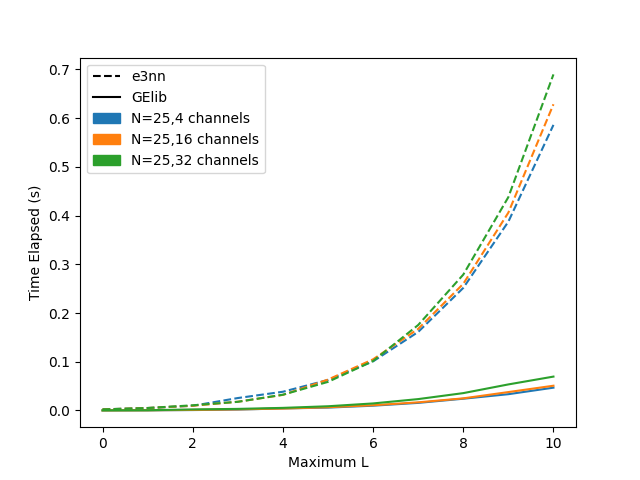 e3nn
GElib
N=25,4 channels
N=25,16 channels
N=25,32 channels
Time Elapsed (s)
0.7
0.6
0.5
0.4
0.3
0.2
0.1
0.0
0 2 4 6 8 10
Maximum L